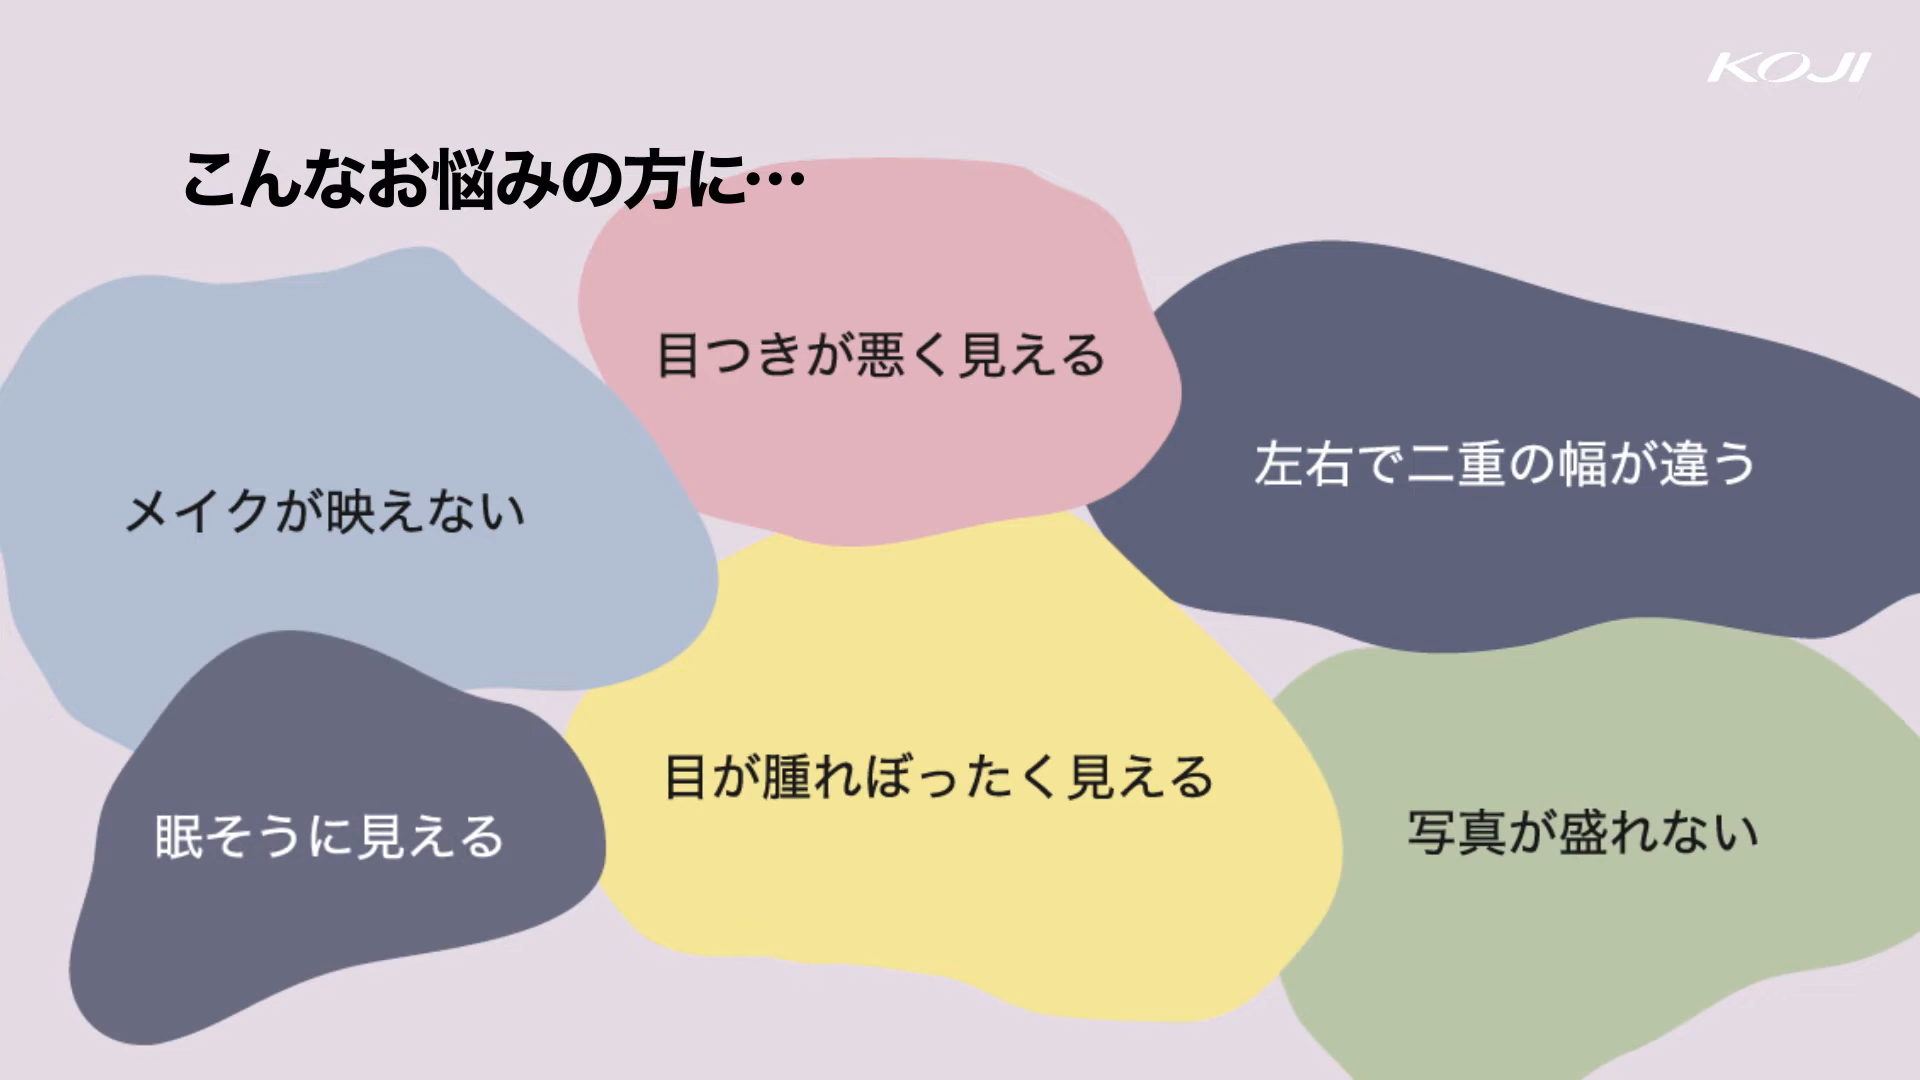 KOJI
こんなお悩みの方に…
目つきが悪く見える
左右で二重の幅が違う
メイクが映えない
目が腫れぼったく見える
眠そうに見える
写真が盛れない